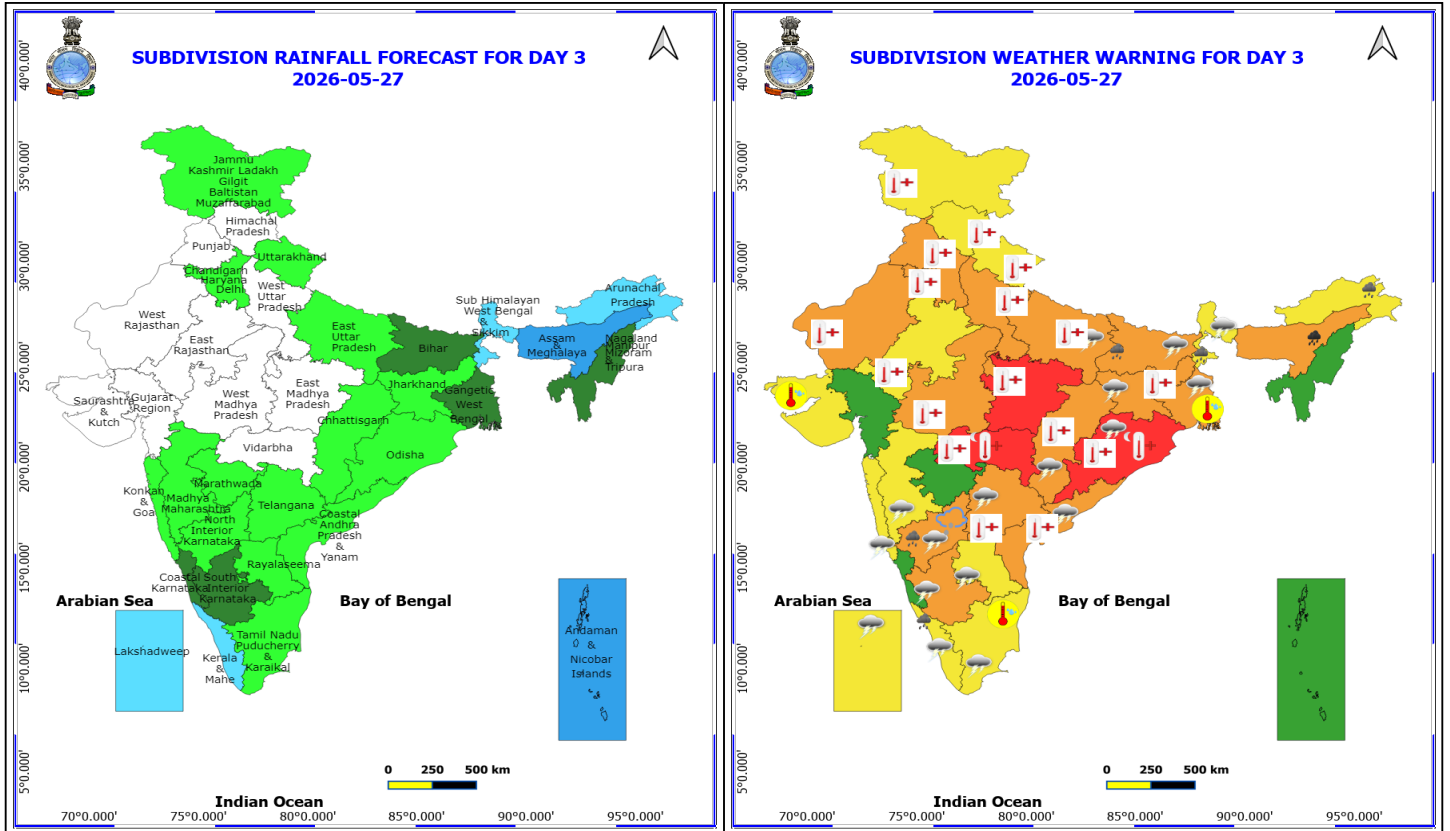 SUBDIVISION RAINFALL FORECAST FOR DAY 3
2026-05-27
40°0.000'
35°0.000'
30°0.000'
25°0.000'
20°0.000'
15°0.000'
10°0.000'
5°0.000'
Jammu
Kashmir Ladakh
Gilgit
Baltistan
Muzaffarabad
Himachal
Pradesh
Punjab
Uttarakhand
Chandigarh
Haryana
Delhi
West
Uttar
Pradesh
Arunachal
Pradesh
Sub Himalayan
West Bengal
&
Sikkim
West
Rajasthan
East
Rajasthan
East
Uttar
Pradesh
Bihar
Assam
&
Meghalaya
Nagaland
Manipur
Mizoram &
Tripura
Jharkhand
Gangetic
West
Bengal
Saurashtra
&
Kutch
Gujarat
Region
West
Madhya
Pradesh
East
Madhya
Pradesh
Chhattisgarh
Vidarbha
Odisha
Konkan
&
Goa
Marathwada
Madhya
Maharashtra
North
Interior
Karnataka
Telangana
Coastal
Andhra
Pradesh
&
Yanam
Rayalaseema
Coastal
Karnataka
South
Interior
Karnataka
Arabian Sea
Bay of Bengal
Lakshadweep
Kerala
&
Mahe
Tamil Nadu
Puducherry
&
Karaikal
Andaman
&
Nicobar
Islands
0 250 500 km
Indian Ocean
70°0.000' 75°0.000' 80°0.000' 85°0.000' 90°0.000' 95°0.000'
SUBDIVISION WEATHER WARNING FOR DAY 3
2026-05-27
40°0.000'
35°0.000'
30°0.000'
25°0.000'
20°0.000'
15°0.000'
10°0.000'
5°0.000'
Arabian Sea
Bay of Bengal
0 250 500 km
Indian Ocean
70°0.000' 75°0.000' 80°0.000' 85°0.000' 90°0.000' 95°0.000'